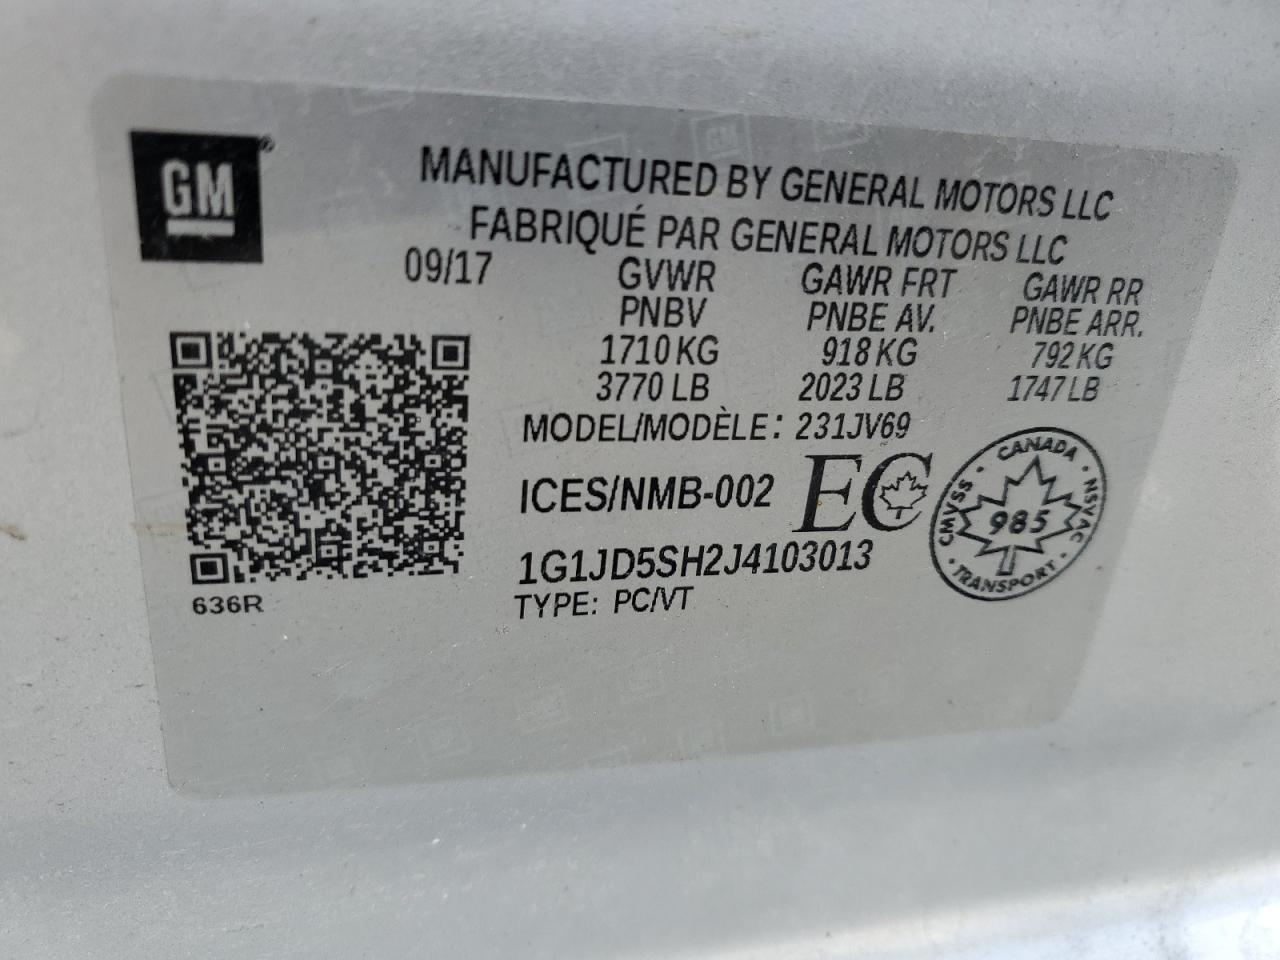 GM®
MANUFACTURED BY GENERAL MOTORS LLC
FABRIQUÉ PAR GENERAL MOTORS LLC
09/17
GVWR GAWR FRT GAWR RR
PNBV PNBE AV. PNBE ARR.
1710 KG 918 KG 792 KG
3770 LB 2023 LB 1747 LB
MODEL/MODÈLE: 231JV69
ICES/NMB-002 EC
CANADA
CMVSS 985 NSVAC
TRANSPORT
1G1JD5SH2J4103013
TYPE: PC/VT
636R